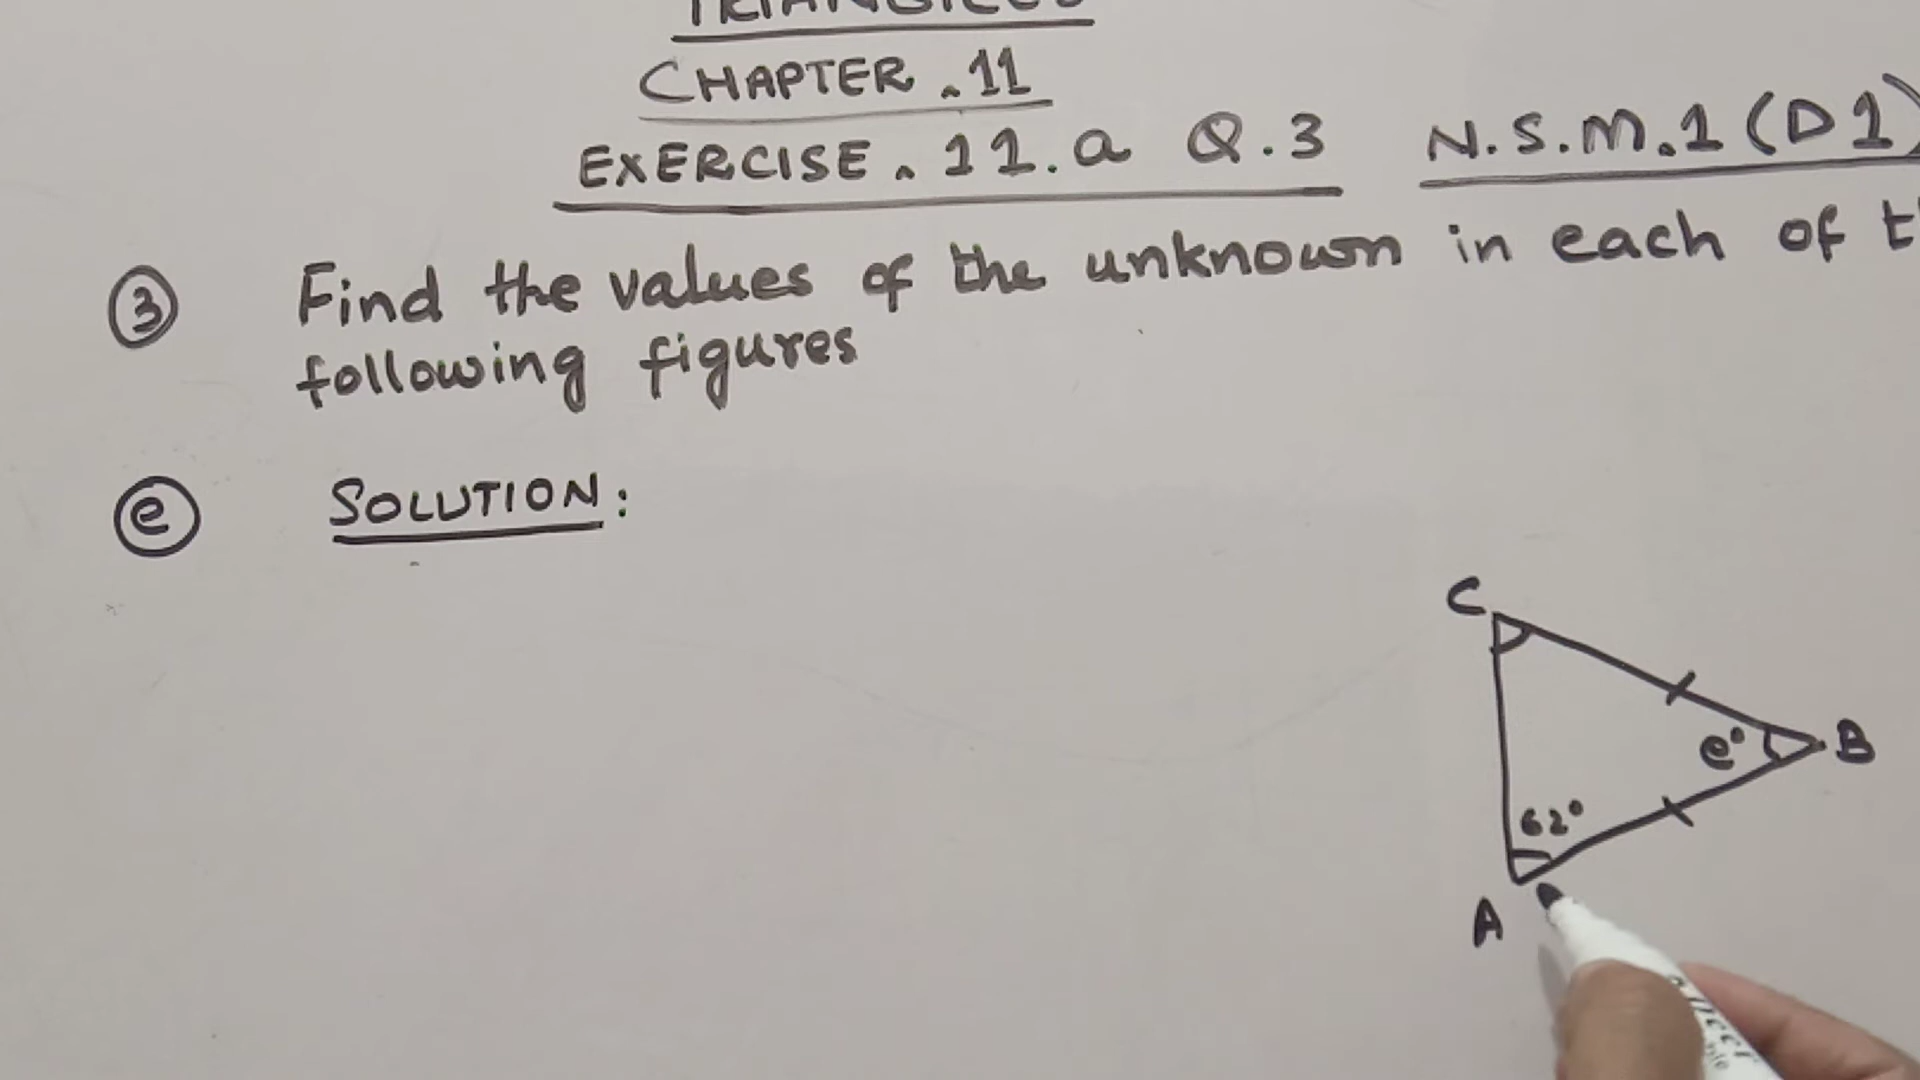 CHAPTER.11
EXERCISE.11.a Q.3 N.S.M.1(D1)
3 Find the values of the unknown in each of
following figures
e SOLUTION:
C
e° B
62°
A